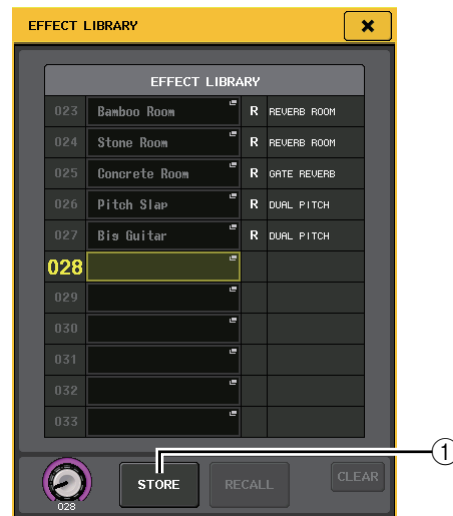 EFFECT LIBRARY
EFFECT LIBRARY
023 Bamboo Room R REVERB ROOM
024 Stone Room R REVERB ROOM
025 Concrete Room R GATE REVERB
026 Pitch Slap R DUAL PITCH
027 Big Guitar R DUAL PITCH
028
029
030
031
032
033
STORE RECALL CLEAR
028
①